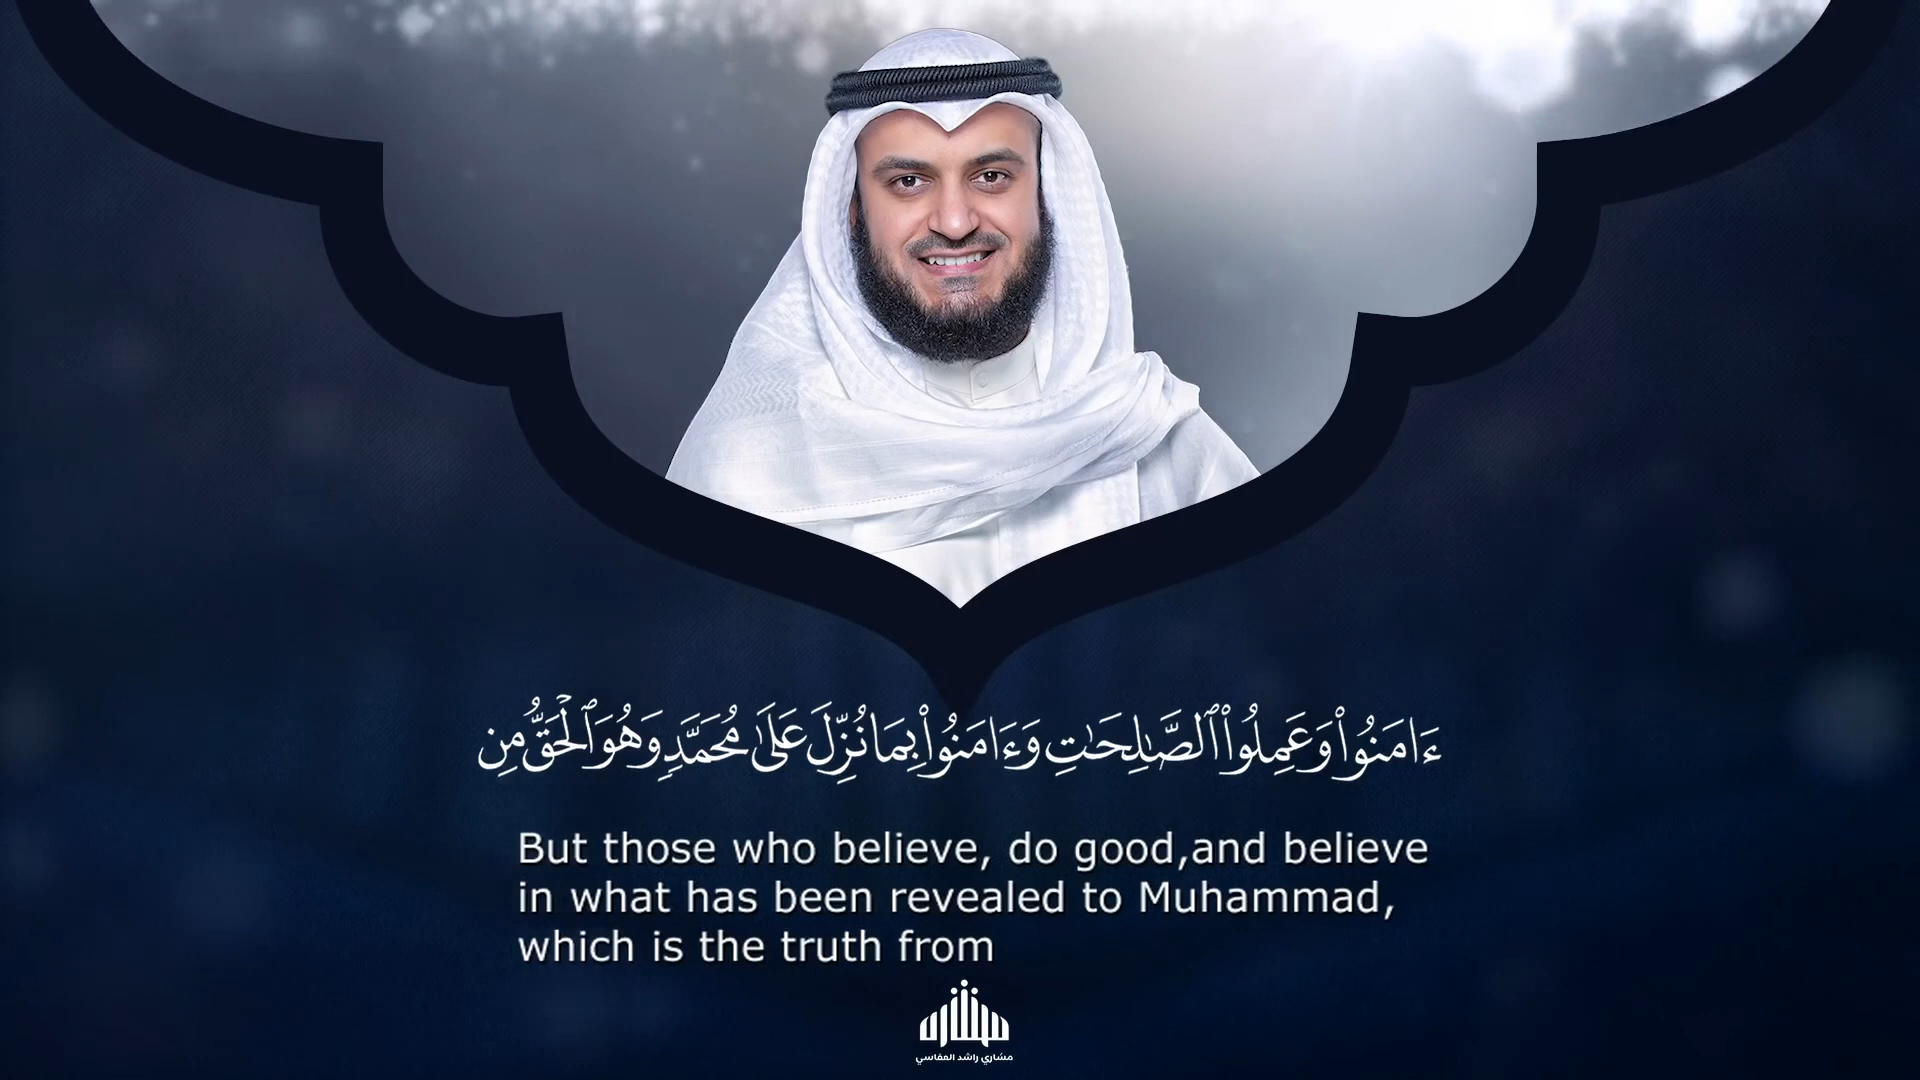 ءَامَنُوا۟ وَعَمِلُوا۟ ٱلصَّـٰلِحَـٰتِ وَءَامَنُوا۟ بِمَا نُزِّلَ عَلَىٰ مُحَمَّدٍ وَهُوَ ٱلْحَقُّ مِن
But those who believe, do good,and believe
in what has been revealed to Muhammad,
which is the truth from
مشاري
مشاري راشد العفاسي